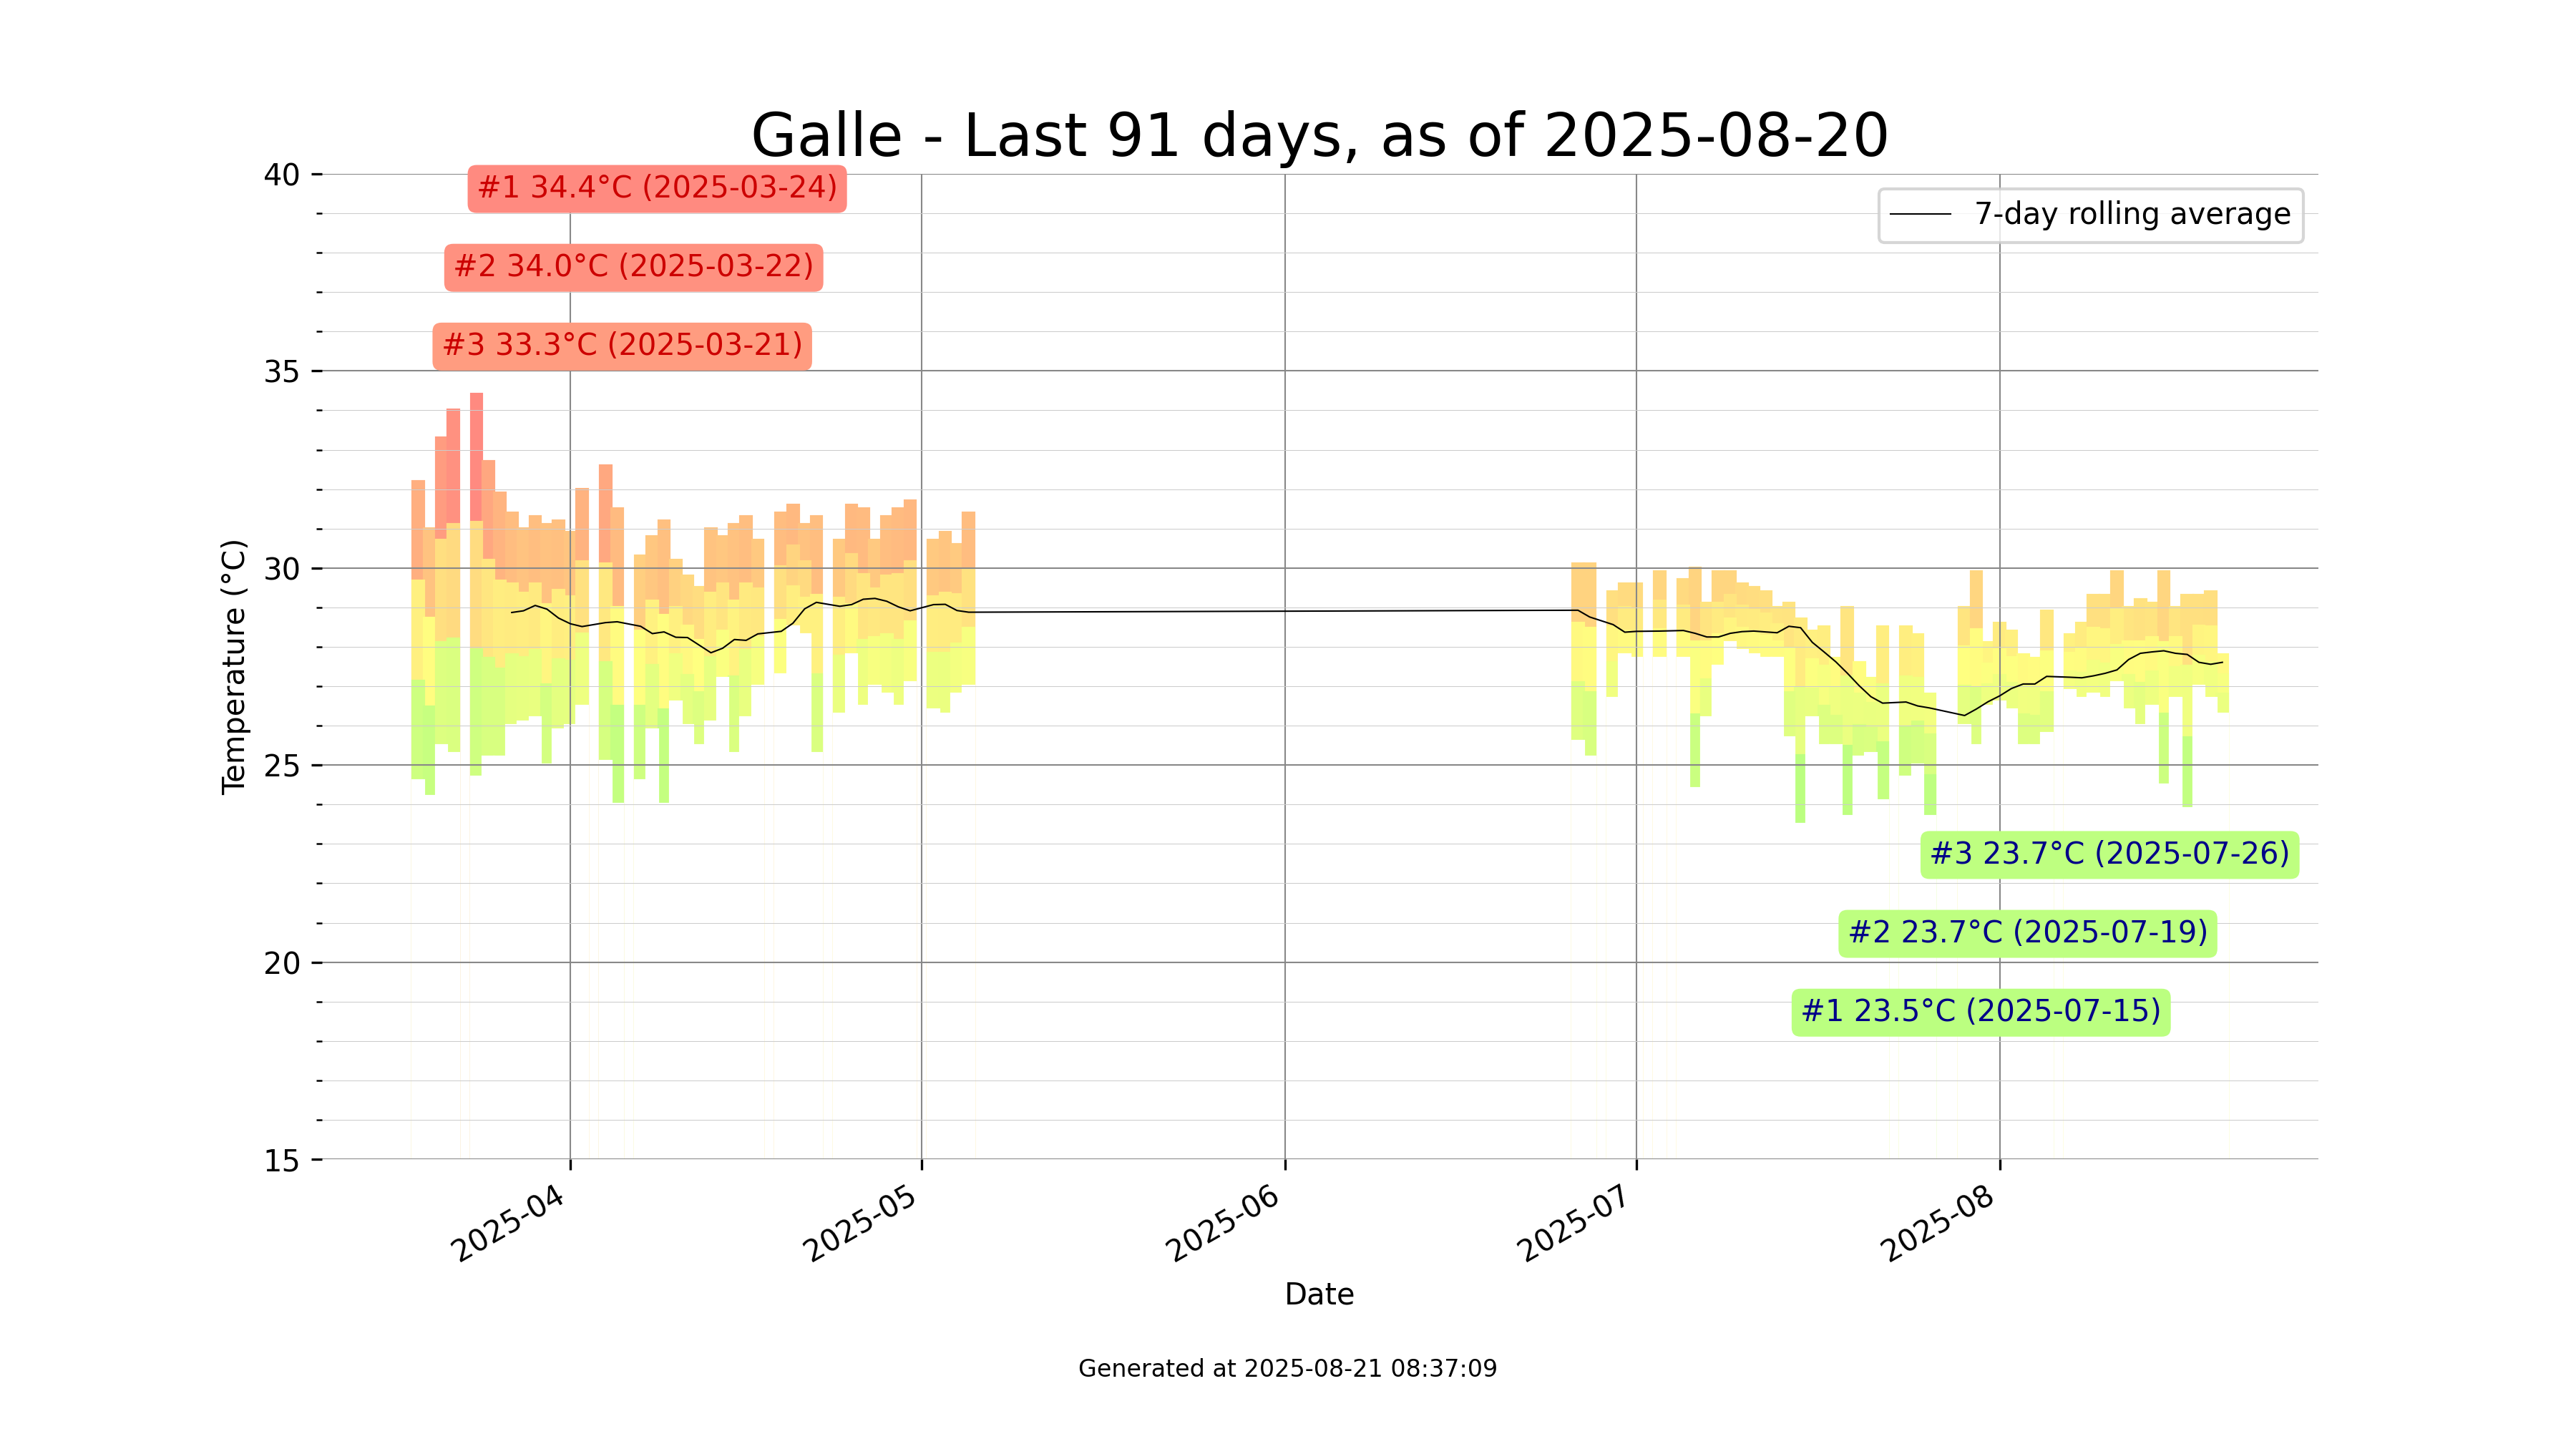 Galle - Last 91 days, as of 2025-08-20
#1 34.4°C (2025-03-24)
#2 34.0°C (2025-03-22)
#3 33.3°C (2025-03-21)
7-day rolling average
40
35
30
25
20
15
Temperature (°C)
#3 23.7°C (2025-07-26)
#2 23.7°C (2025-07-19)
#1 23.5°C (2025-07-15)
2025-04
2025-05
2025-06
2025-07
2025-08
Date
Generated at 2025-08-21 08:37:09